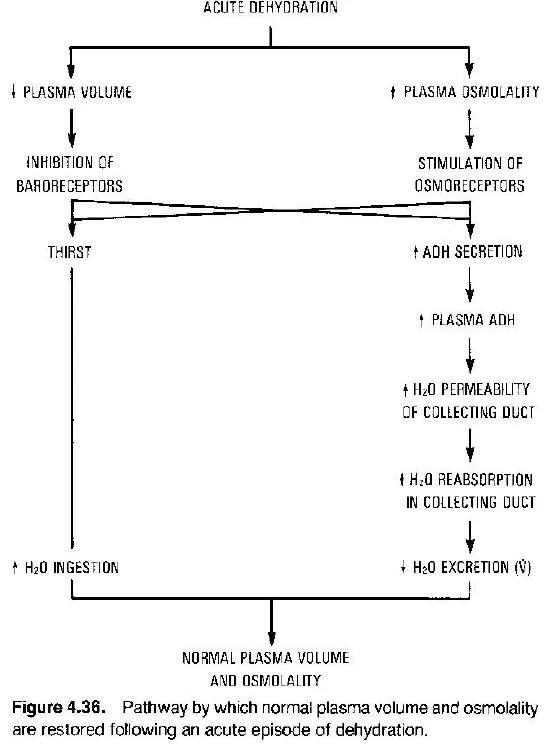 ACUTE DEHYDRATION
↓ PLASMA VOLUME
↑ PLASMA OSMOLALITY
INHIBITION OF
BARORECEPTORS
STIMULATION OF
OSMORECEPTORS
THIRST
↑ ADH SECRETION
↑ PLASMA ADH
↑ H₂O PERMEABILITY
OF COLLECTING DUCT
↑ H₂O REABSORPTION
IN COLLECTING DUCT
↑ H₂O INGESTION
↓ H₂O EXCRETION (V̇)
NORMAL PLASMA VOLUME
AND OSMOLALITY
Figure 4.36. Pathway by which normal plasma volume and osmolality
are restored following an acute episode of dehydration.